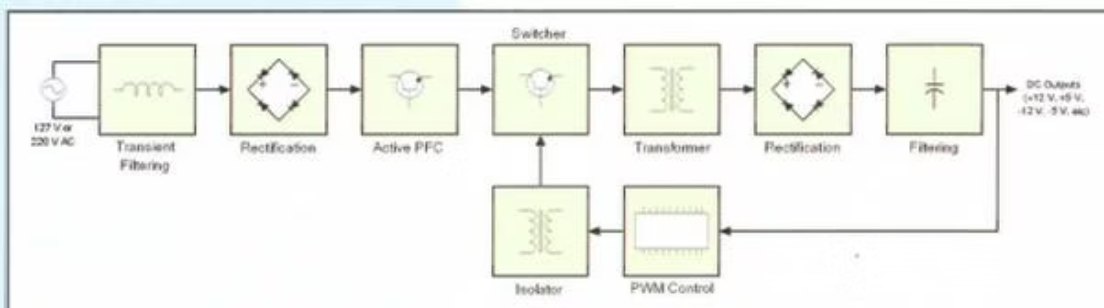 Switcher
127 V or
220 V AC
Transient
Filtering
Rectification
Active PFC
Transformer
Rectification
Filtering
DC Outputs
(+12 V, +5 V,
-12 V, -5 V, etc)
Isolator
PWM Control